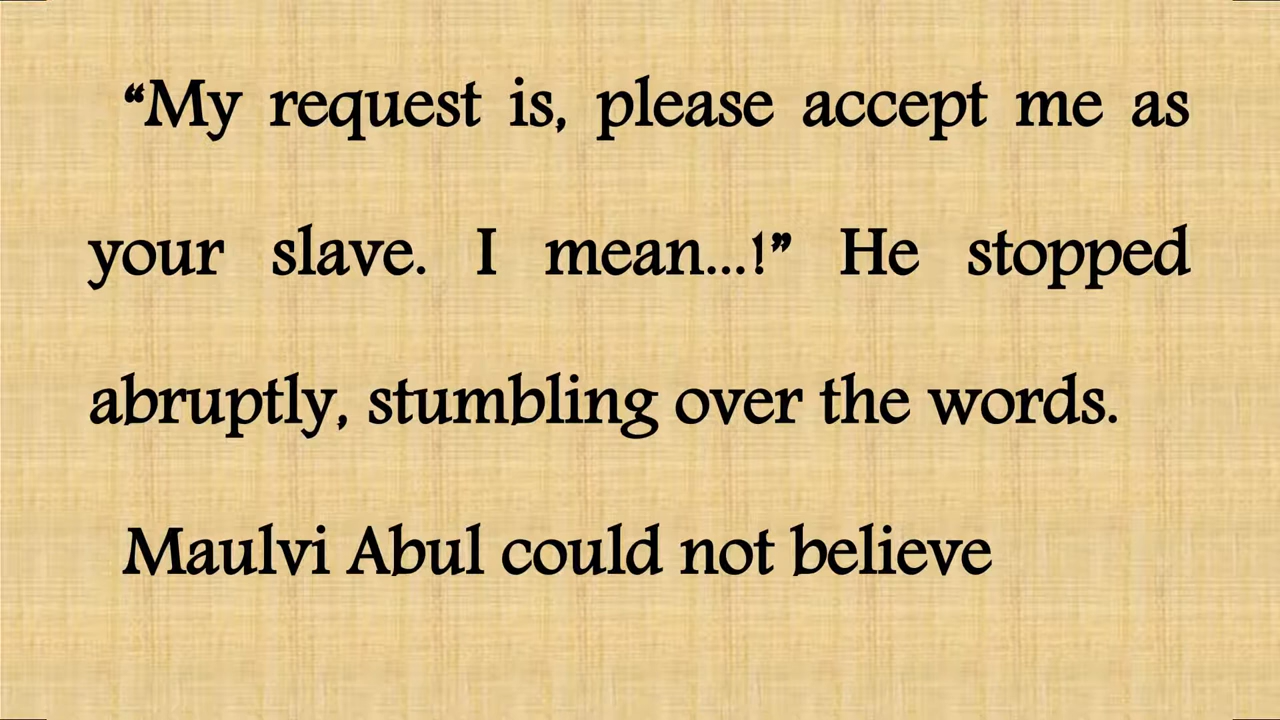 “My request is, please accept me as
your slave. I mean...!” He stopped
abruptly, stumbling over the words.
Maulvi Abul could not believe